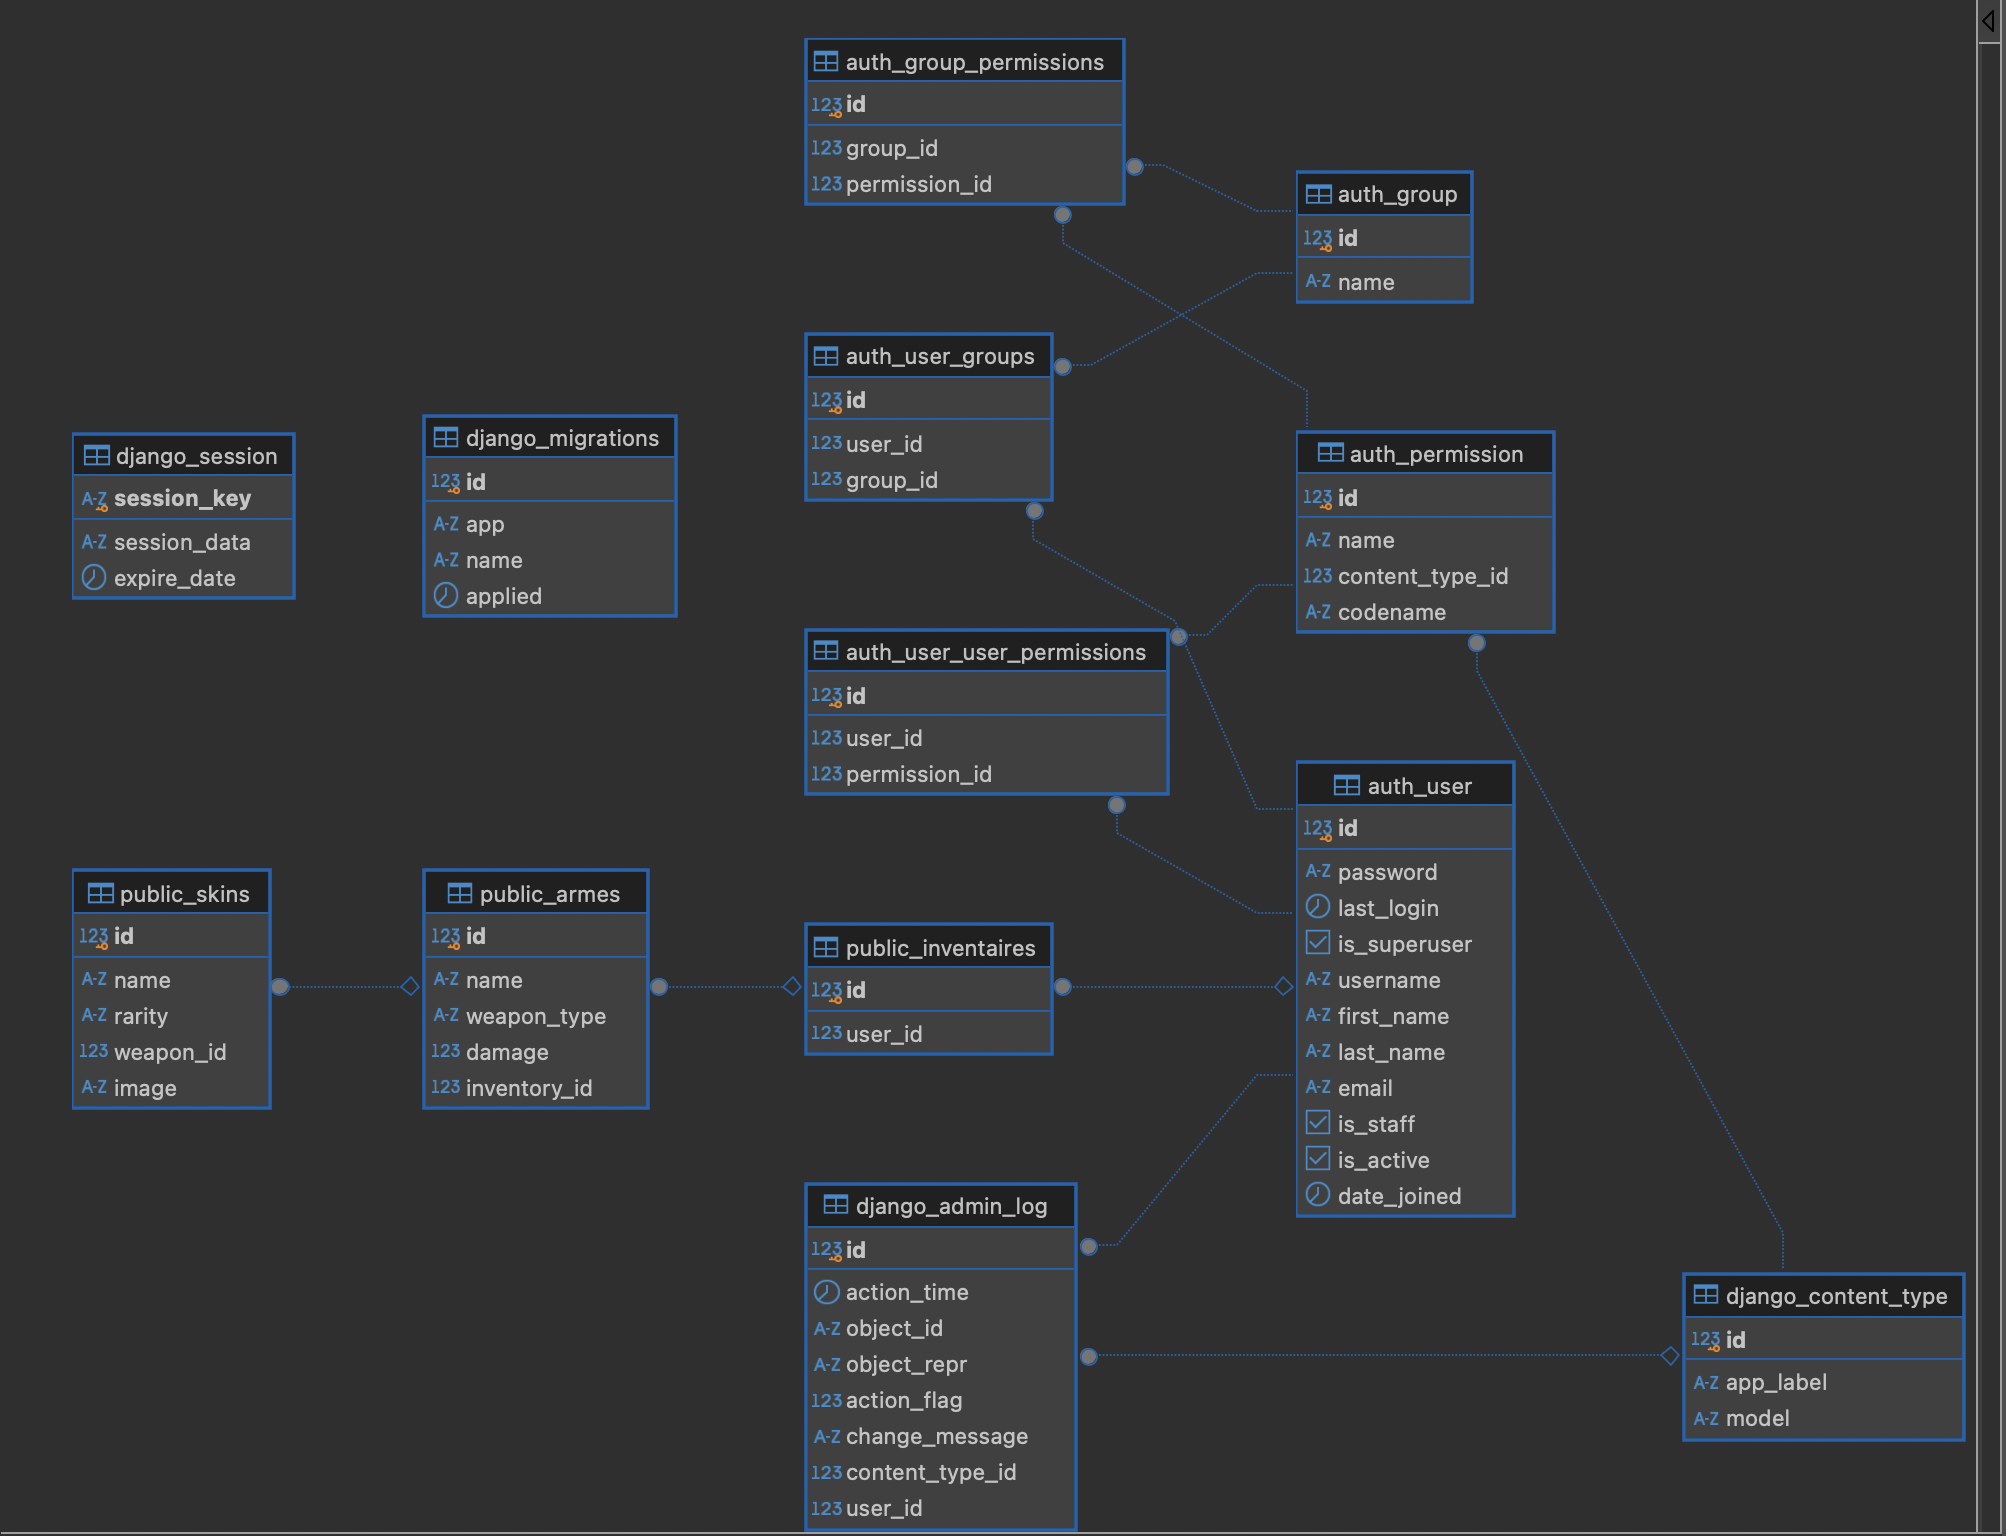 auth_group_permissions
123 id
123 group_id
123 permission_id
auth_group
123 id
A-Z name
auth_user_groups
123 id
123 user_id
123 group_id
django_session
A-Z session_key
A-Z session_data
expire_date
django_migrations
123 id
A-Z app
A-Z name
applied
auth_permission
123 id
A-Z name
123 content_type_id
A-Z codename
auth_user_user_permissions
123 id
123 user_id
123 permission_id
auth_user
123 id
A-Z password
last_login
is_superuser
A-Z username
A-Z first_name
A-Z last_name
A-Z email
is_staff
is_active
date_joined
public_skins
123 id
A-Z name
A-Z rarity
123 weapon_id
A-Z image
public_armes
123 id
A-Z name
A-Z weapon_type
123 damage
123 inventory_id
public_inventaires
123 id
123 user_id
django_admin_log
123 id
action_time
A-Z object_id
A-Z object_repr
123 action_flag
A-Z change_message
123 content_type_id
123 user_id
django_content_type
123 id
A-Z app_label
A-Z model